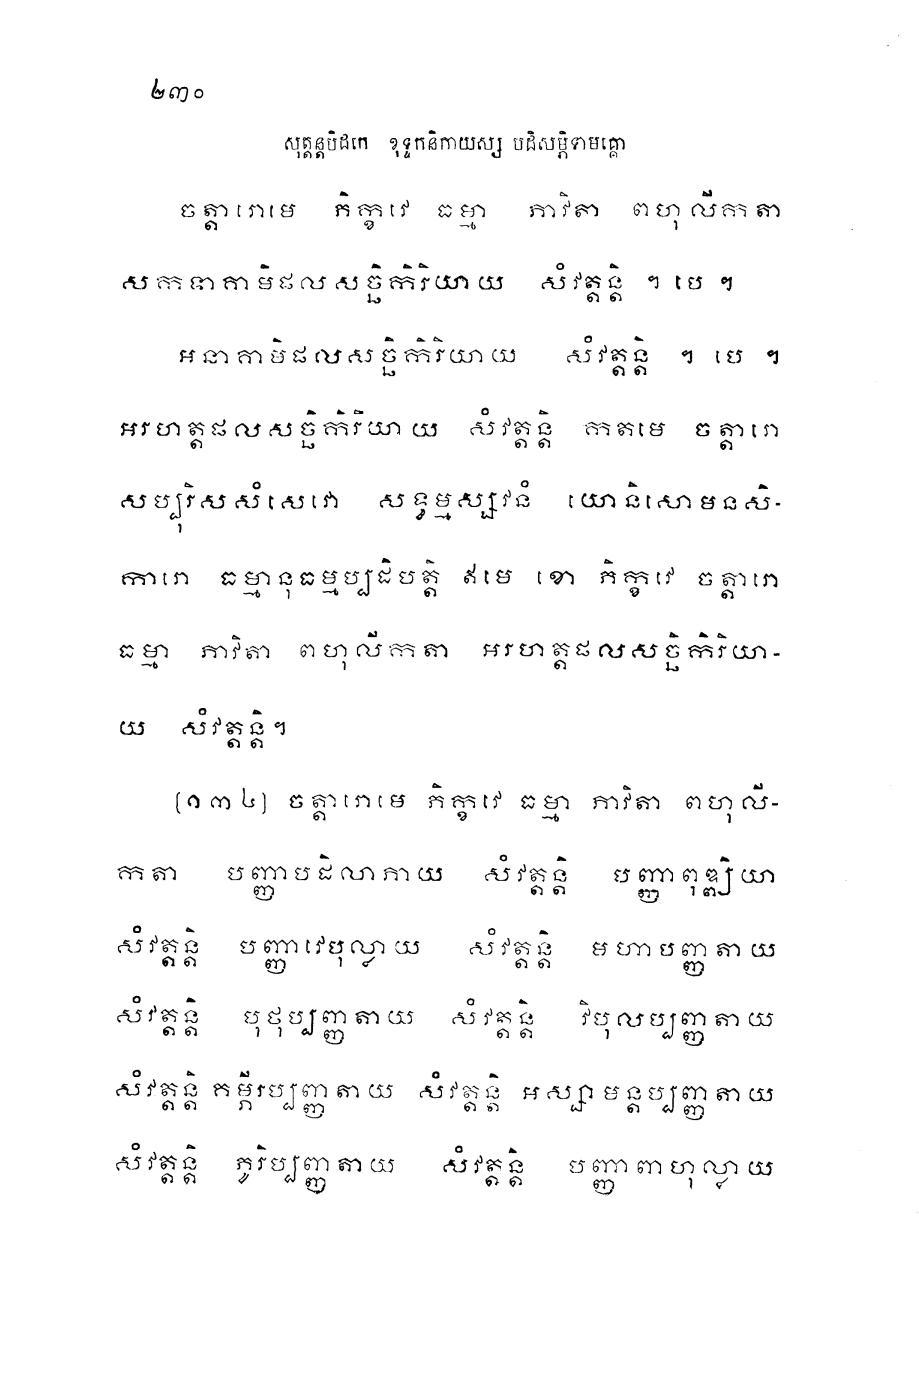 ២៣០
សុត្តន្តបិដកេ ខុទ្ទកនិកាយស្ស បដិសម្ភិទាមគ្គោ
ចត្តារោមេ ភិក្ខវេ ធម្មា ភាវិតា ពហុលីកតា
សកទាគាមិផលសច្ឆិកិរិយាយ សំវត្តន្តិ ។ បេ ។
អនាគាមិផលសច្ឆិកិរិយាយ សំវត្តន្តិ ។ បេ ។
អរហត្តផលសច្ឆិកិរិយាយ សំវត្តន្តិ កតមេ ចត្តារោ
សប្បុរិសសំសេវោ សទ្ធម្មស្សវនំ យោនិសោមនសិ-
ការោ ធម្មានុធម្មប្បដិបត្តិ ឥមេ ខោ ភិក្ខវេ ចត្តារោ
ធម្មា ភាវិតា ពហុលីកតា អរហត្តផលសច្ឆិកិរិយា-
យ សំវត្តន្តិ។
(១៣៤) ចត្តារោមេ ភិក្ខវេ ធម្មា ភាវិតា ពហុលី-
កតា បញ្ញាបដិលាភាយ សំវត្តន្តិ បញ្ញាពុឌ្ឍិយា
សំវត្តន្តិ បញ្ញាវេបុល្លាយ សំវត្តន្តិ មហាបញ្ញតាយ
សំវត្តន្តិ បុថុប្បញ្ញតាយ សំវត្តន្តិ វិបុលប្បញ្ញតាយ
សំវត្តន្តិ គម្ភីរប្បញ្ញតាយ សំវត្តន្តិ អស្សាមន្តប្បញ្ញតាយ
សំវត្តន្តិ ភូរិប្បញ្ញតាយ សំវត្តន្តិ បញ្ញាពាហុល្លាយ